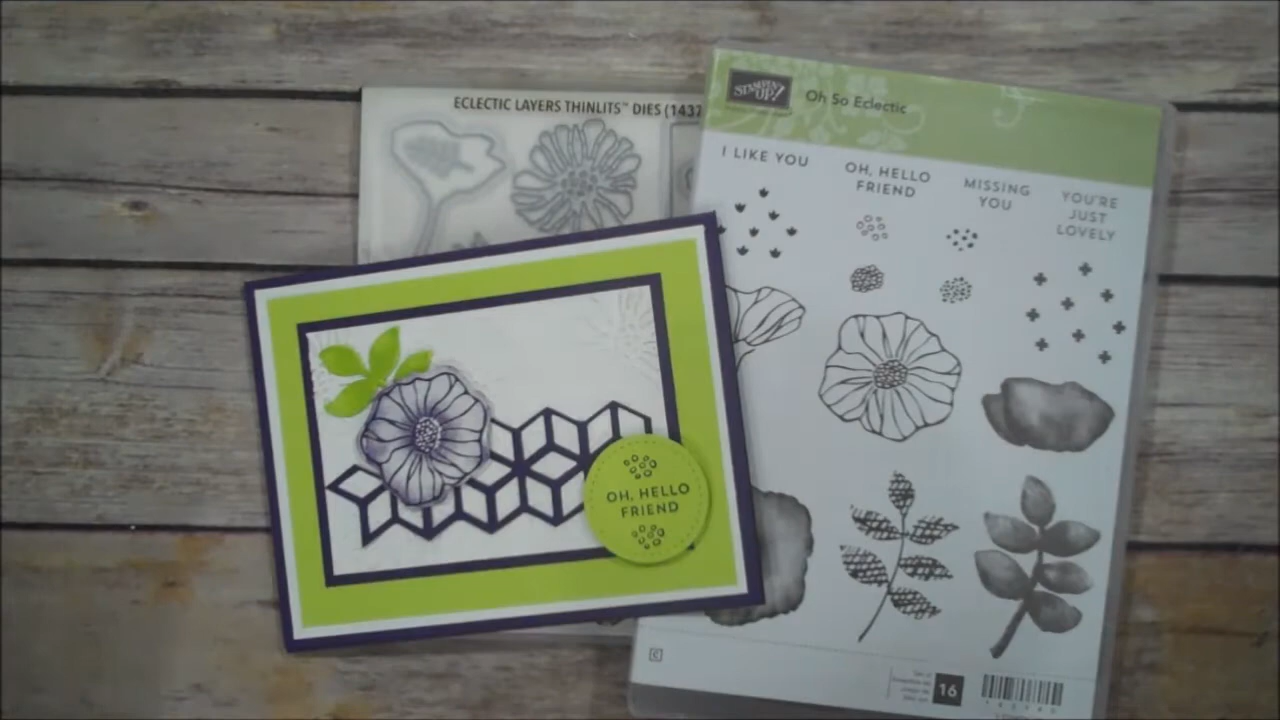 ECLECTIC LAYERS THINLITS™ DIES (1437
STAMPIN' UP!
Oh So Eclectic
I LIKE YOU
OH, HELLO
FRIEND
MISSING
YOU
YOU'RE
JUST
LOVELY
OH, HELLO
FRIEND
C
16